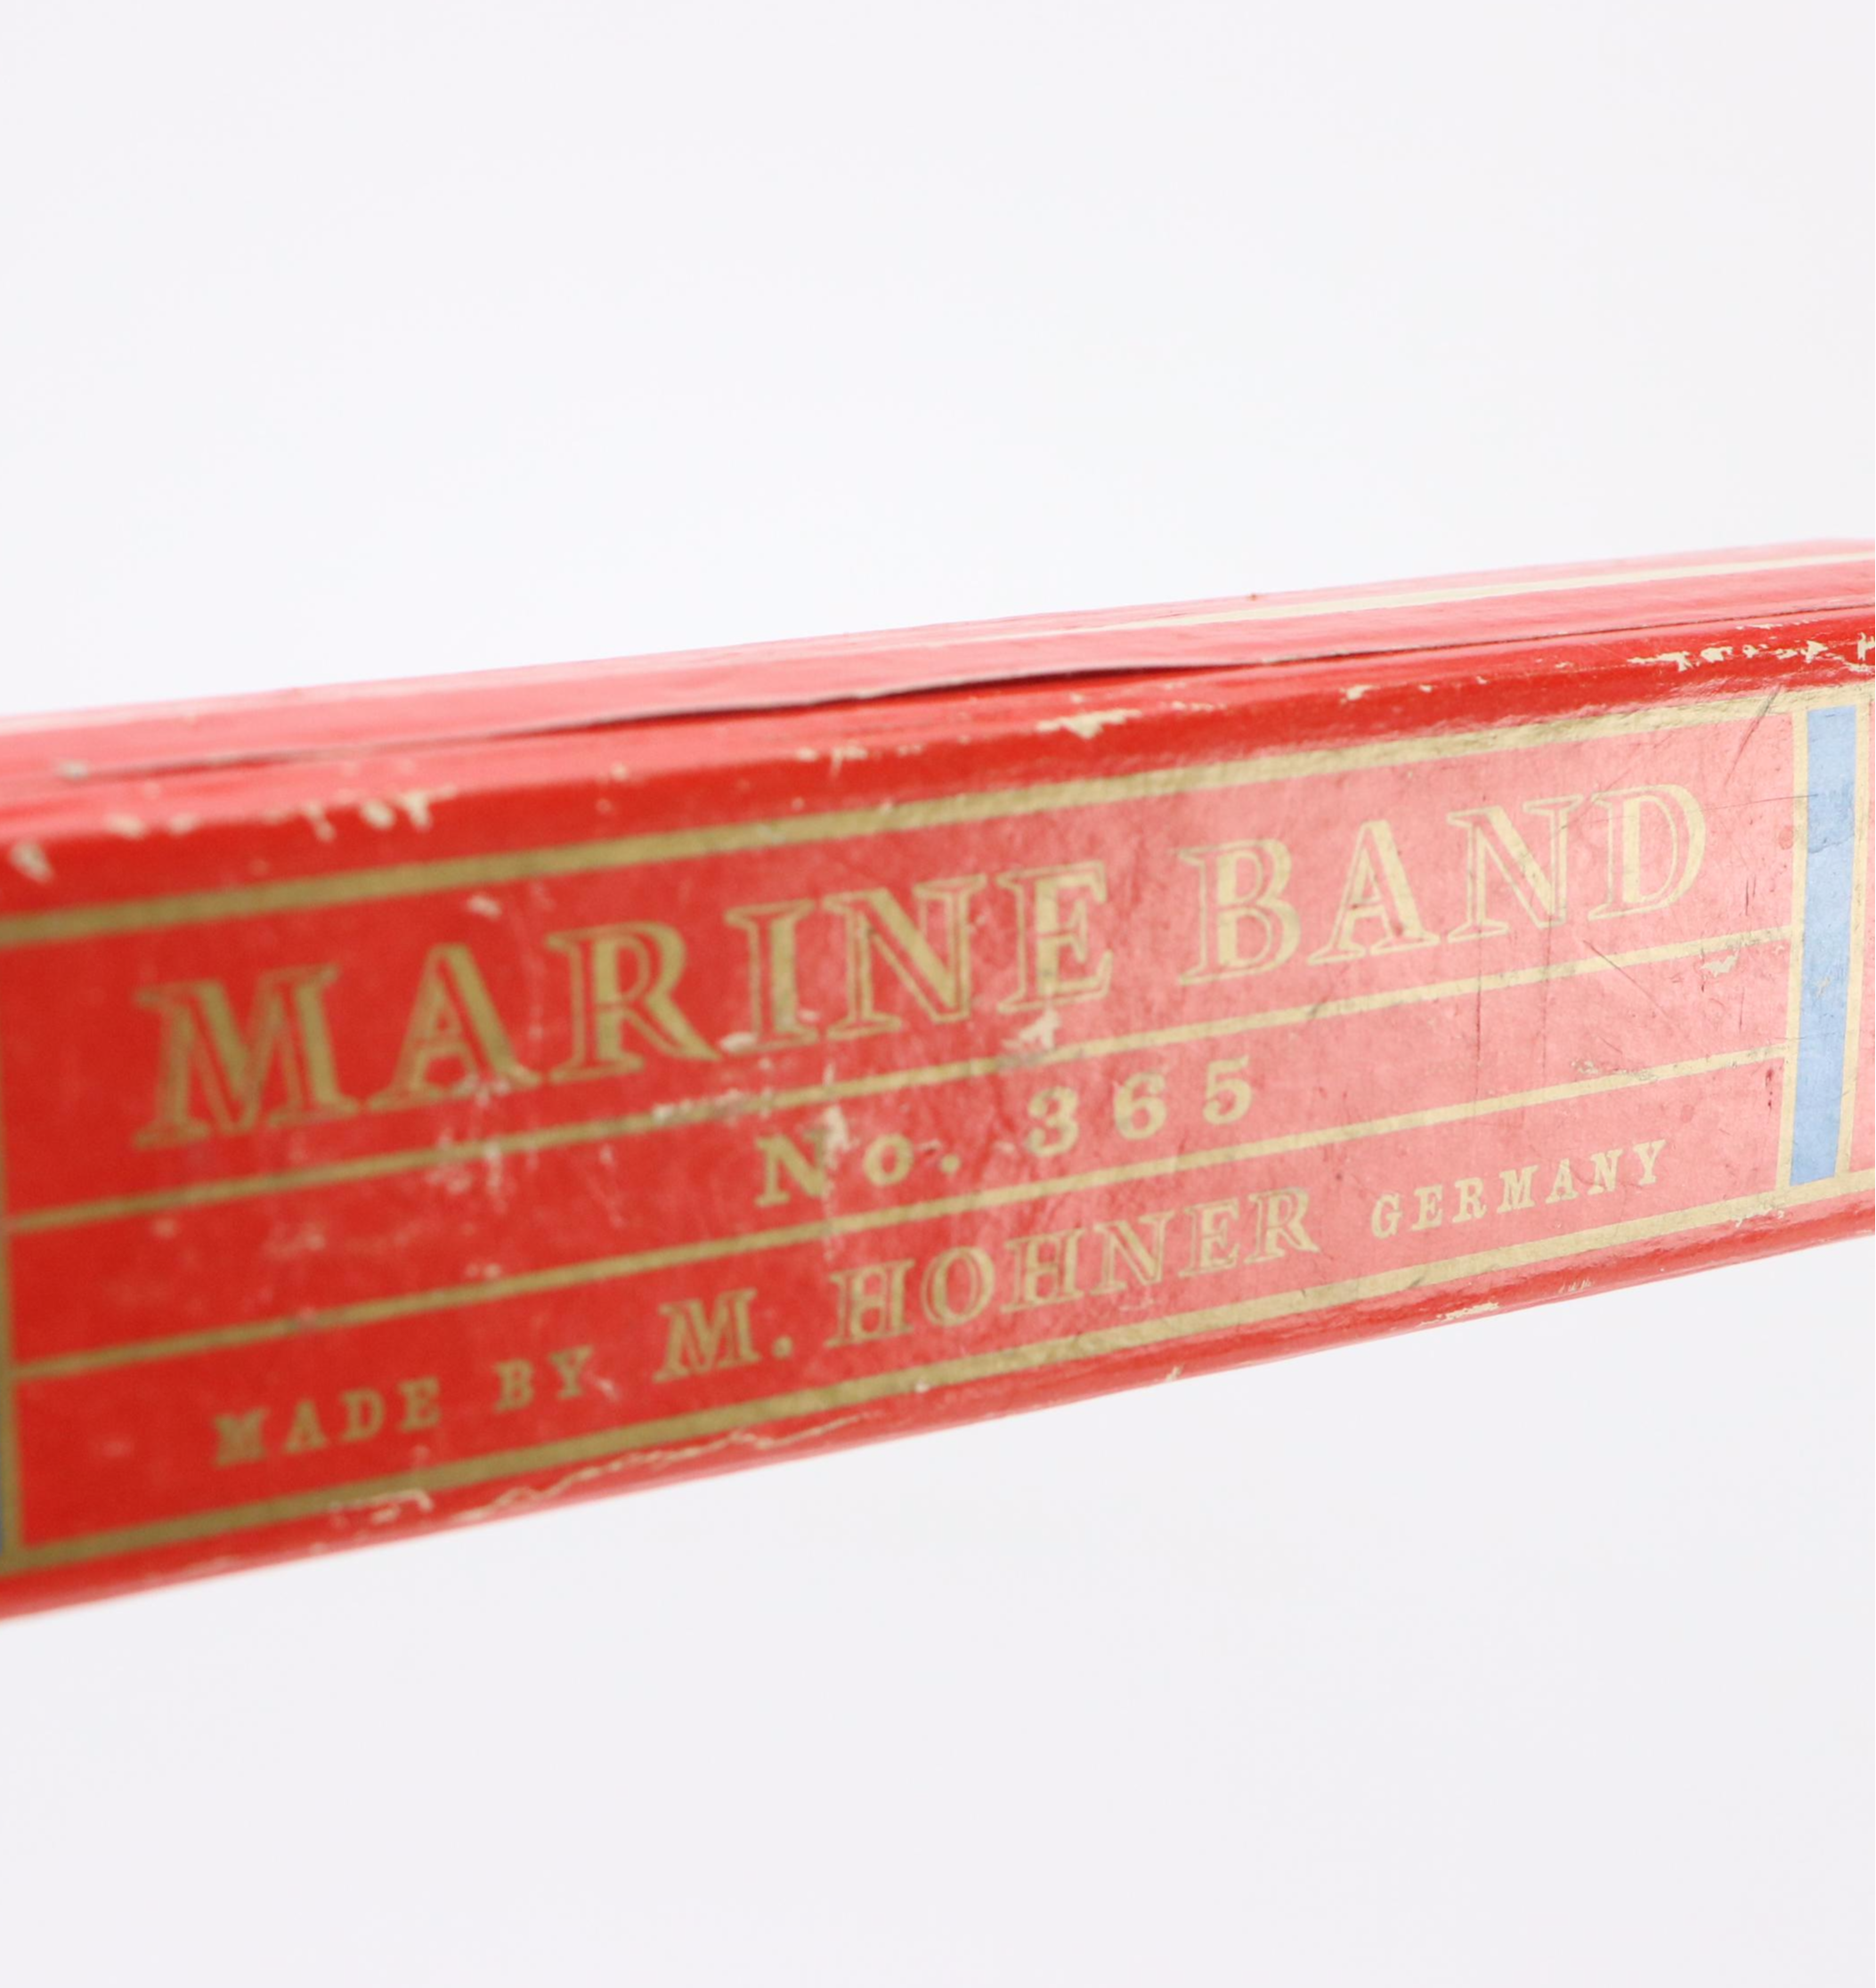 MARINE BAND
No. 365
MADE BY M. HOHNER GERMANY